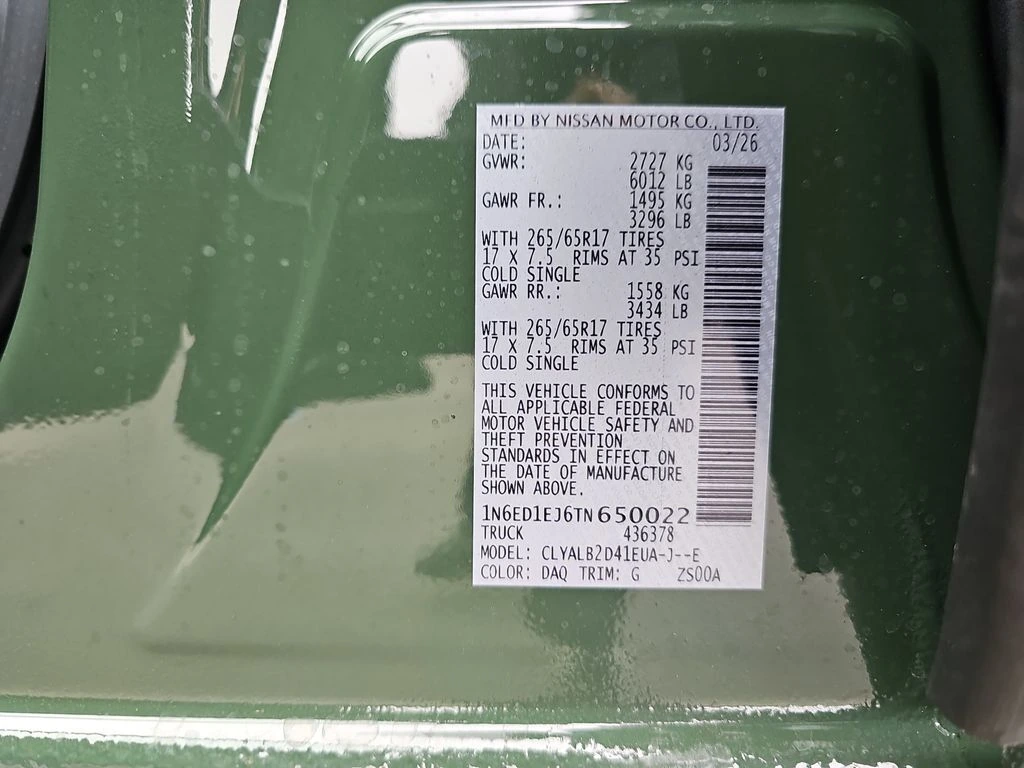 MFD BY NISSAN MOTOR CO., LTD.
DATE: 03/26
GVWR: 2727 KG
6012 LB
GAWR FR.: 1495 KG
3296 LB
WITH 265/65R17 TIRES
17 X 7.5 RIMS AT 35 PSI
COLD SINGLE
GAWR RR.: 1558 KG
3434 LB
WITH 265/65R17 TIRES
17 X 7.5 RIMS AT 35 PSI
COLD SINGLE
THIS VEHICLE CONFORMS TO
ALL APPLICABLE FEDERAL
MOTOR VEHICLE SAFETY AND
THEFT PREVENTION
STANDARDS IN EFFECT ON
THE DATE OF MANUFACTURE
SHOWN ABOVE.
1N6ED1EJ6TN650022
TRUCK 436378
MODEL: CLYALB2D41EUA-J--E
COLOR: DAQ TRIM: G ZS00A